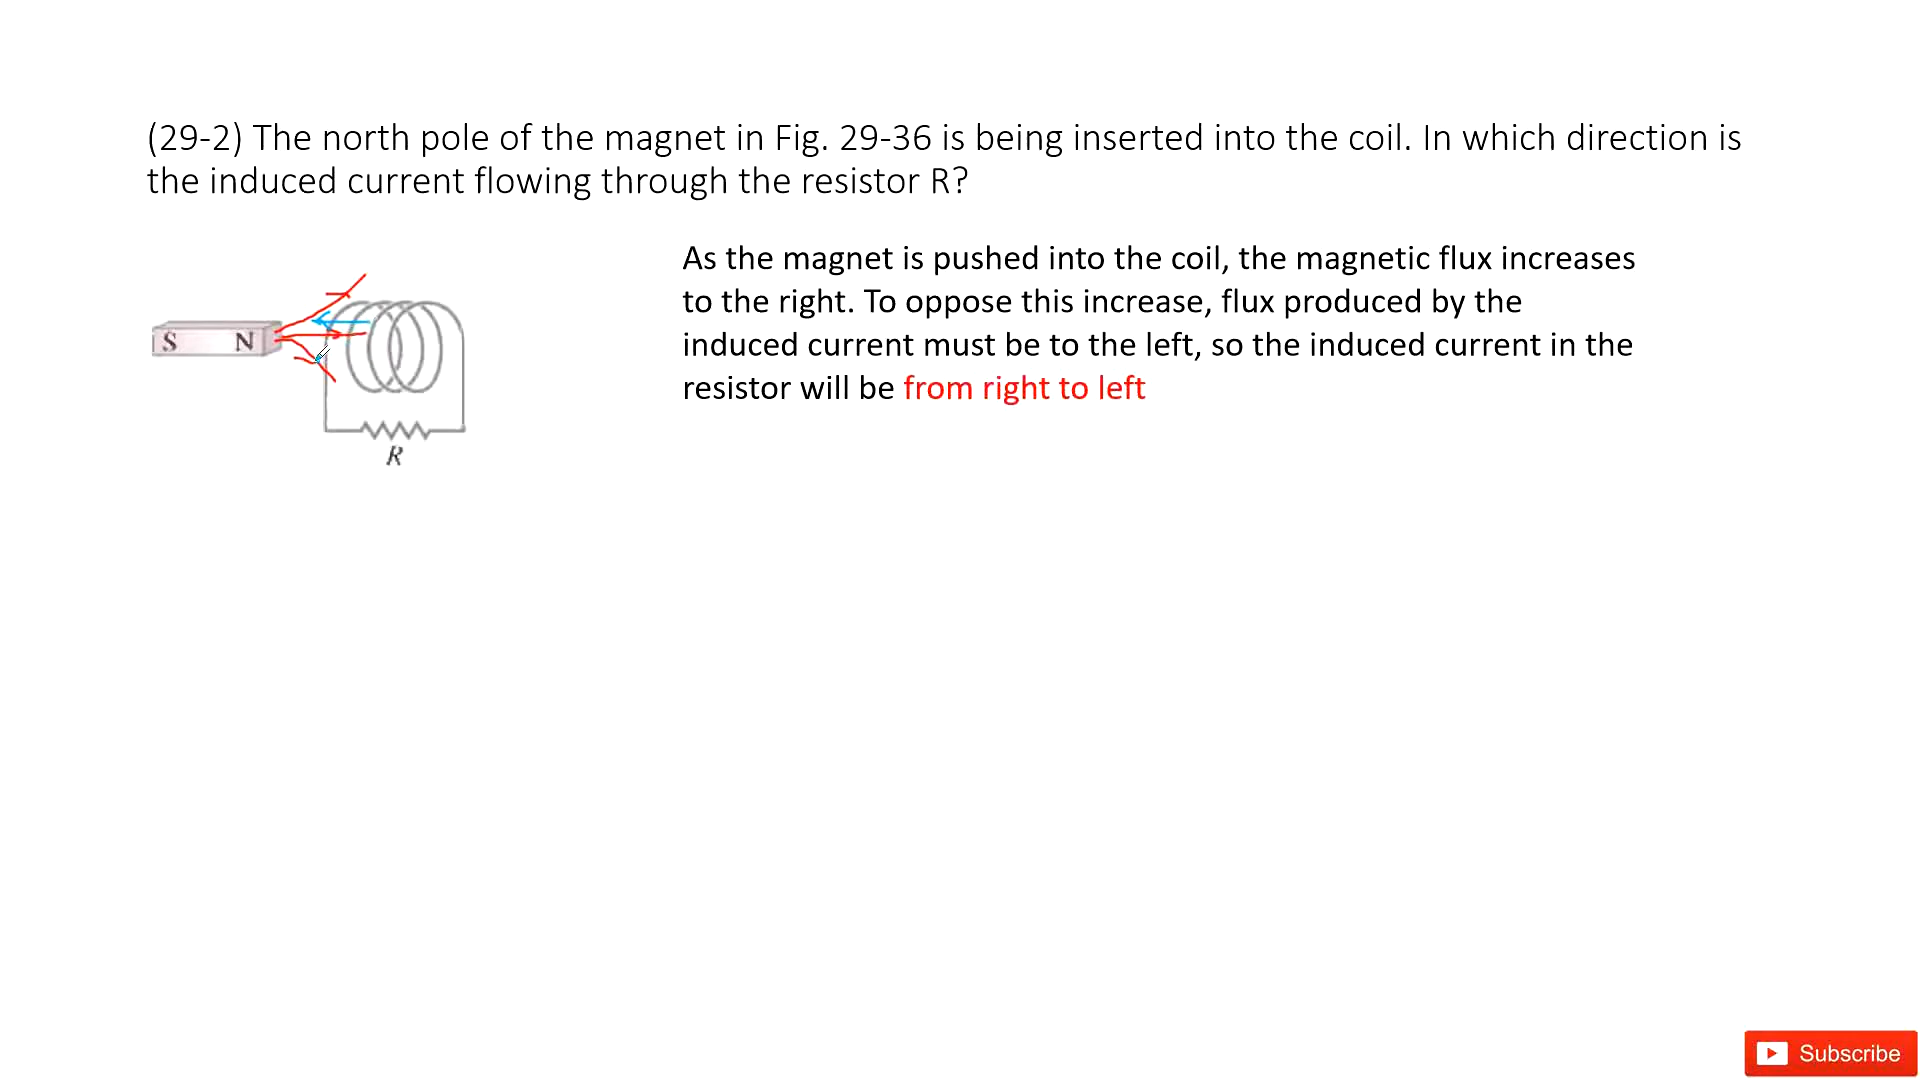 (29-2) The north pole of the magnet in Fig. 29-36 is being inserted into the coil. In which direction is
the induced current flowing through the resistor R?
As the magnet is pushed into the coil, the magnetic flux increases
to the right. To oppose this increase, flux produced by the
induced current must be to the left, so the induced current in the
resistor will be from right to left
S N
R
Subscribe